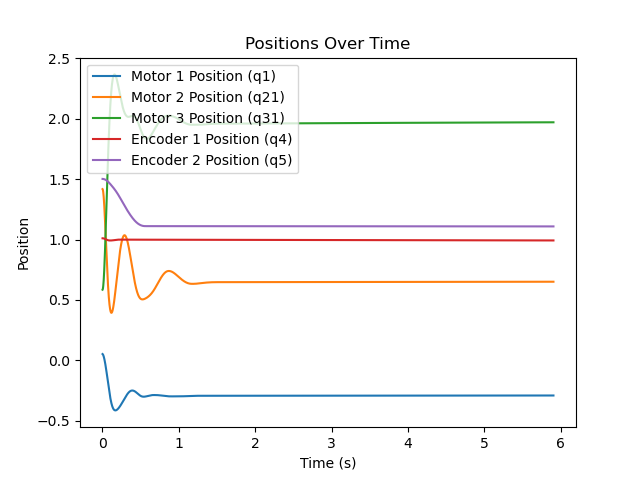 Positions Over Time
2.5
2.0
1.5
1.0
0.5
0.0
−0.5
Position
Motor 1 Position (q1)
Motor 2 Position (q21)
Motor 3 Position (q31)
Encoder 1 Position (q4)
Encoder 2 Position (q5)
0 1 2 3 4 5 6
Time (s)